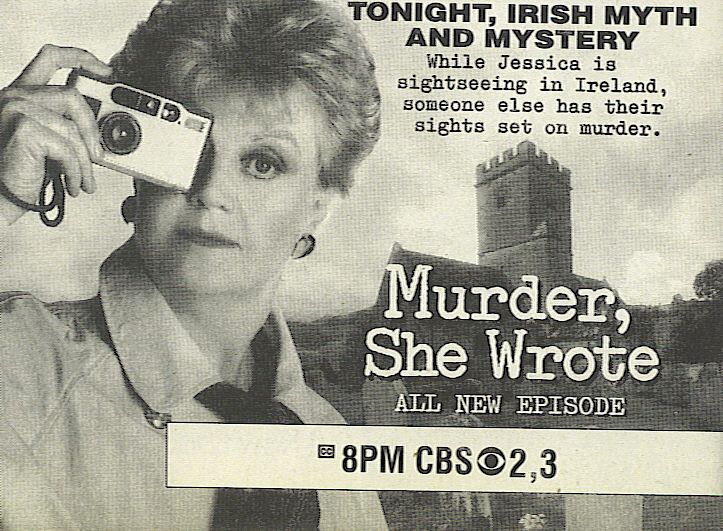 TONIGHT, IRISH MYTH
AND MYSTERY
While Jessica is
sightseeing in Ireland,
someone else has their
sights set on murder.
Murder,
She Wrote
ALL NEW EPISODE
CC 8PM CBS 2,3